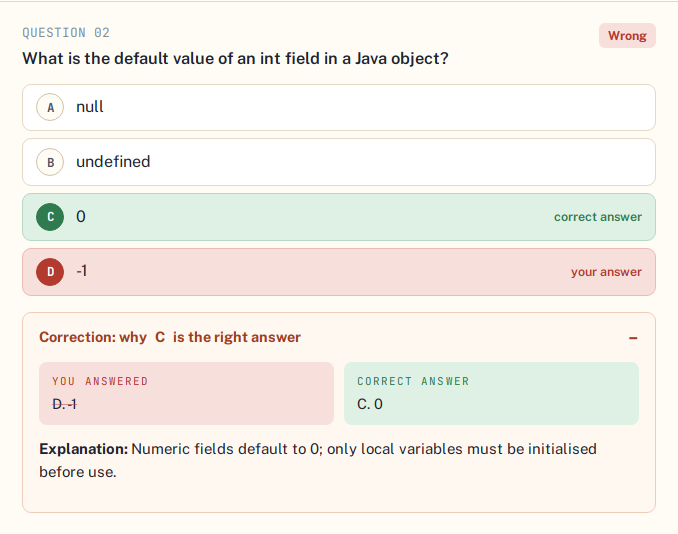 QUESTION 02
Wrong
What is the default value of an int field in a Java object?
A null
B undefined
C 0 correct answer
D -1 your answer
Correction: why C is the right answer −
YOU ANSWERED
D. -1
CORRECT ANSWER
C. 0
Explanation: Numeric fields default to 0; only local variables must be initialised
before use.